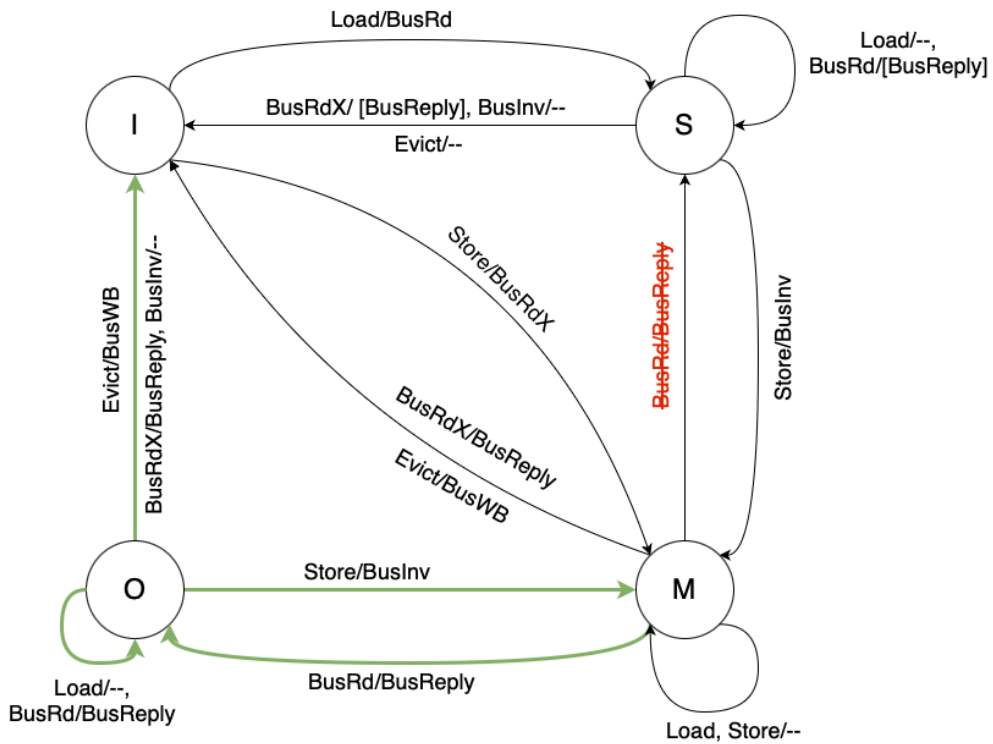 Load/BusRd
Load/--,
BusRd/[BusReply]
I
BusRdX/ [BusReply], BusInv/--
S
Evict/--
Store/BusRdX
BusRd/BusReply
Store/BusInv
Evict/BusWB
BusRdX/BusReply, BusInv/--
BusRdX/BusReply
Evict/BusWB
O
Store/BusInv
M
Load/--,
BusRd/BusReply
BusRd/BusReply
Load, Store/--